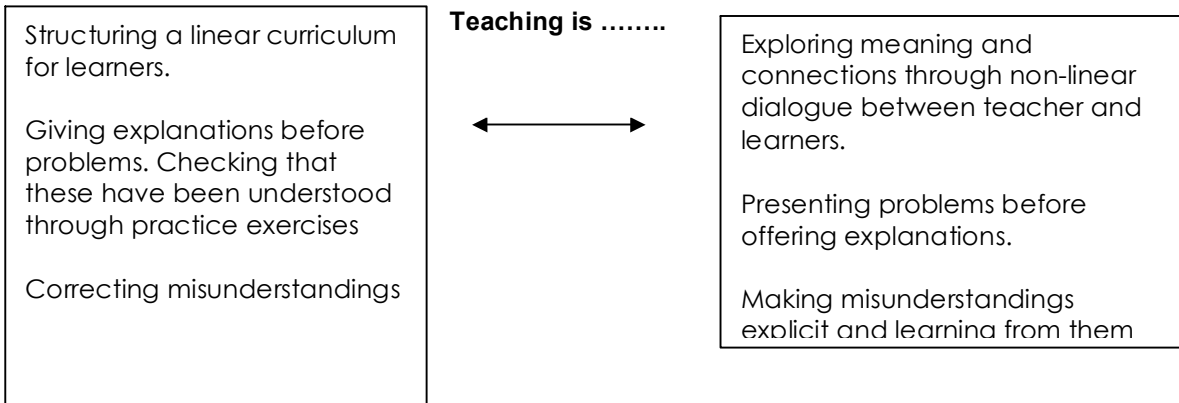 Teaching is ........
Structuring a linear curriculum
for learners.
Giving explanations before
problems. Checking that
these have been understood
through practice exercises
Correcting misunderstandings
Exploring meaning and
connections through non-linear
dialogue between teacher and
learners.
Presenting problems before
offering explanations.
Making misunderstandings
explicit and learning from them